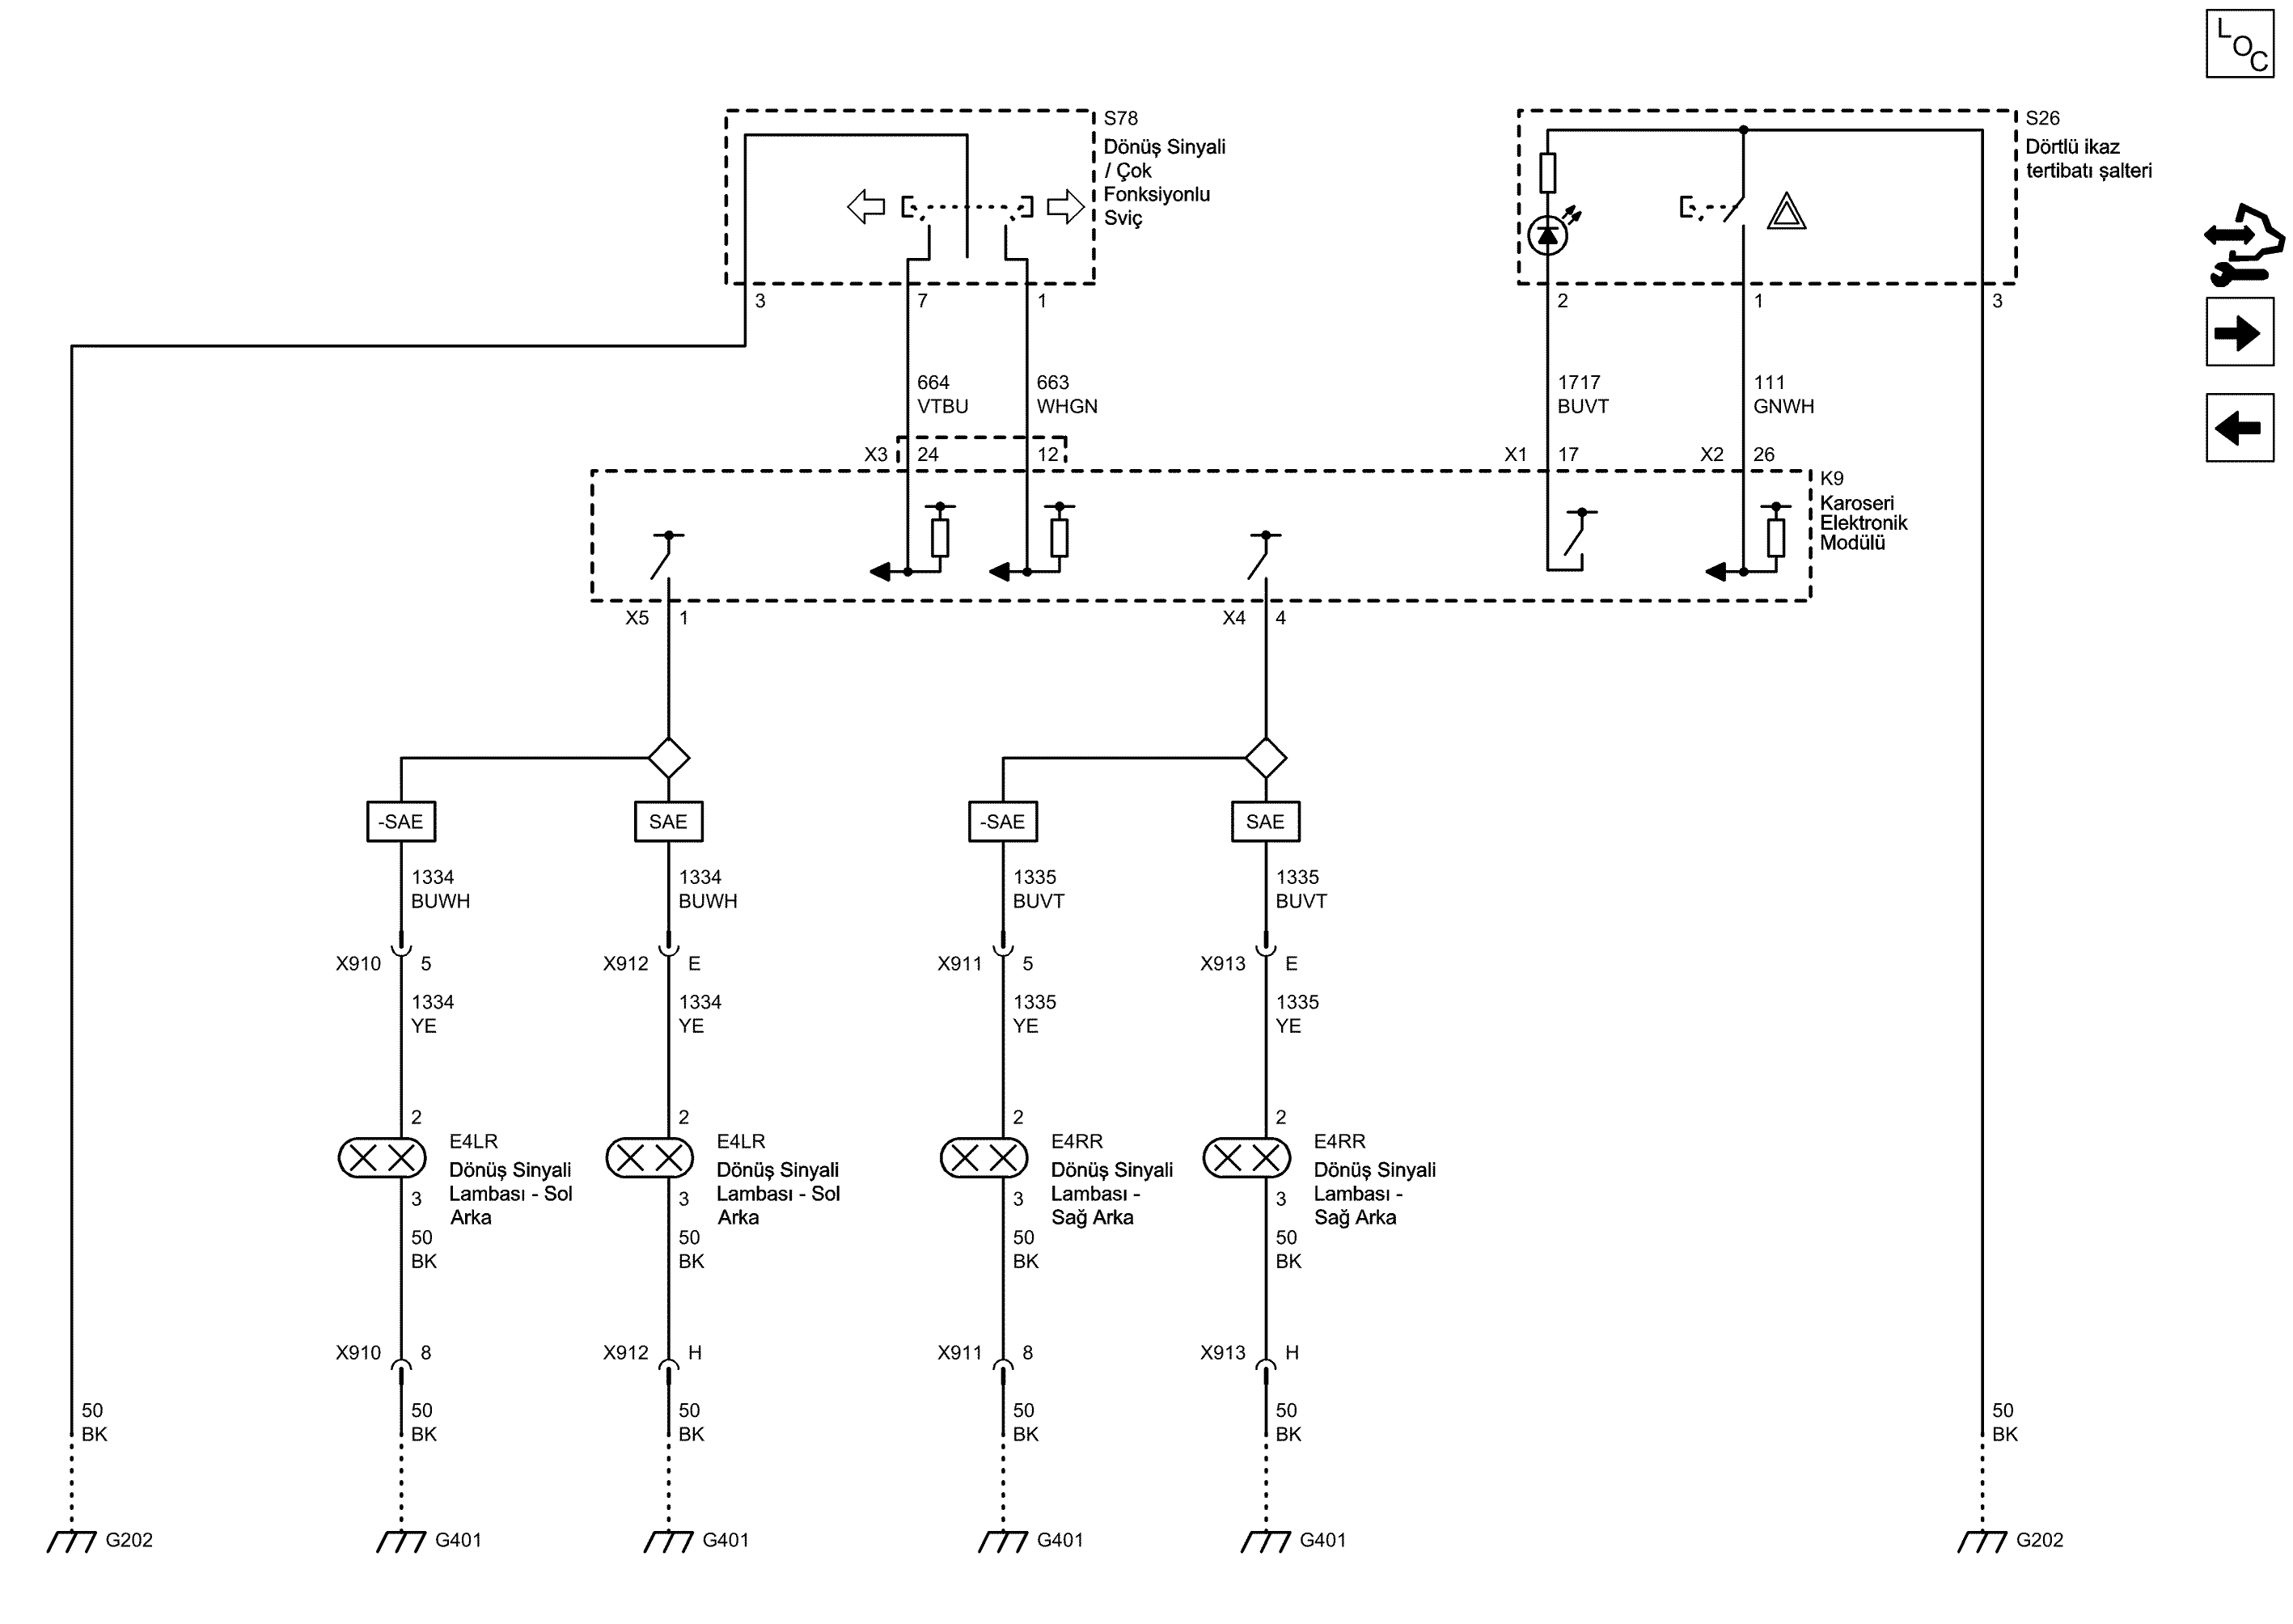 LOC
S78
Dönüş Sinyali
/ Çok
Fonksiyonlu
Sviç
S26
Dörtlü ikaz
tertibatı şalteri
3
7
1
2
1
3
664
VTBU
663
WHGN
1717
BUVT
111
GNWH
X3
24
12
X1
17
X2
26
K9
Karoseri
Elektronik
Modülü
X5
1
X4
4
-SAE
SAE
-SAE
SAE
1334
BUWH
1334
BUWH
1335
BUVT
1335
BUVT
X910
5
X912
E
X911
5
X913
E
1334
YE
1334
YE
1335
YE
1335
YE
2
2
2
2
E4LR
Dönüş Sinyali
Lambası - Sol
Arka
E4LR
Dönüş Sinyali
Lambası - Sol
Arka
E4RR
Dönüş Sinyali
Lambası -
Sağ Arka
E4RR
Dönüş Sinyali
Lambası -
Sağ Arka
3
3
3
3
50
BK
50
BK
50
BK
50
BK
X910
8
X912
H
X911
8
X913
H
50
BK
50
BK
50
BK
50
BK
50
BK
50
BK
G202
G401
G401
G401
G401
G202